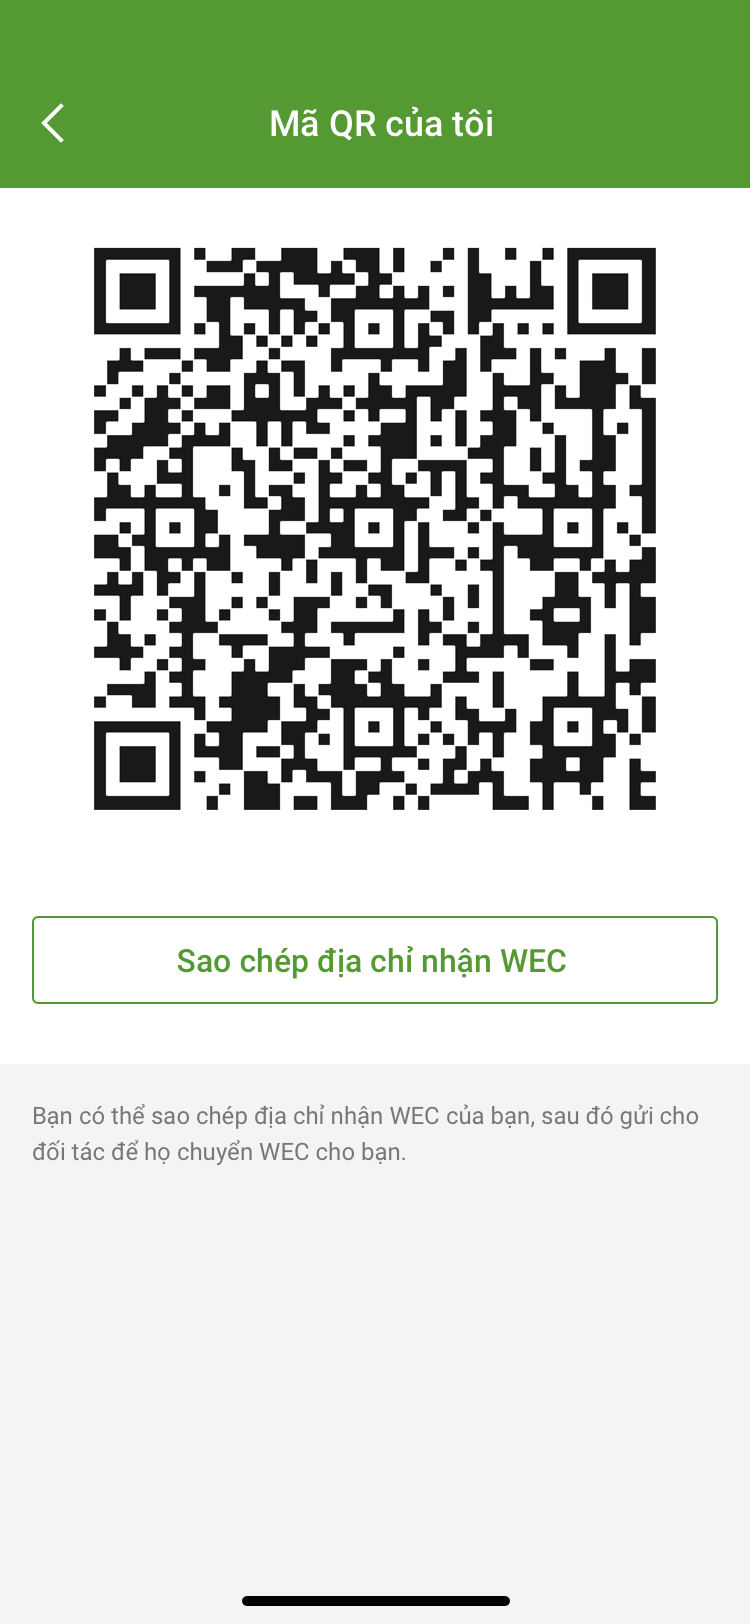 Mã QR của tôi
Sao chép địa chỉ nhận WEC
Bạn có thể sao chép địa chỉ nhận WEC của bạn, sau đó gửi cho
đối tác để họ chuyển WEC cho bạn.